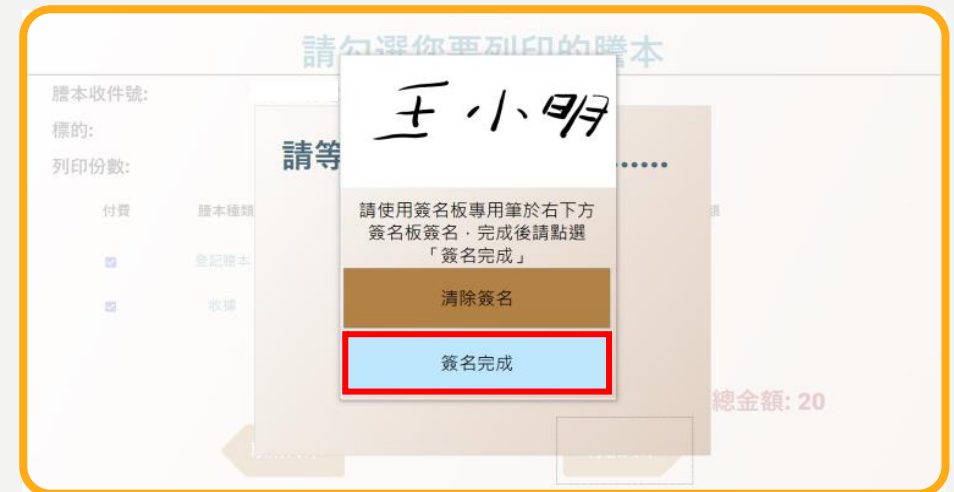 請勾選您要列印的謄本
謄本收件號:
標的:
列印份數:
付費 謄本種類
登記謄本
收據
請等......
王小明
請使用簽名板專用筆於右下方
簽名板簽名，完成後請點選
「簽名完成」
清除簽名
簽名完成
總金額: 20